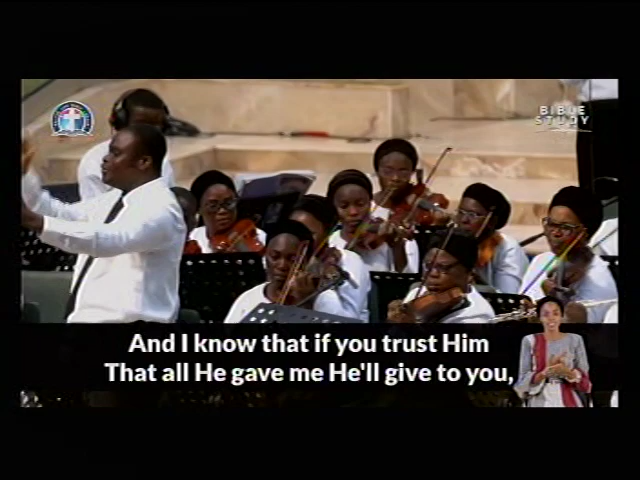 BIBLE
STUDY
And I know that if you trust Him
That all He gave me He'll give to you,